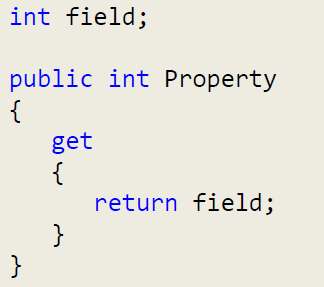 int field;
public int Property
{
get
{
return field;
}
}